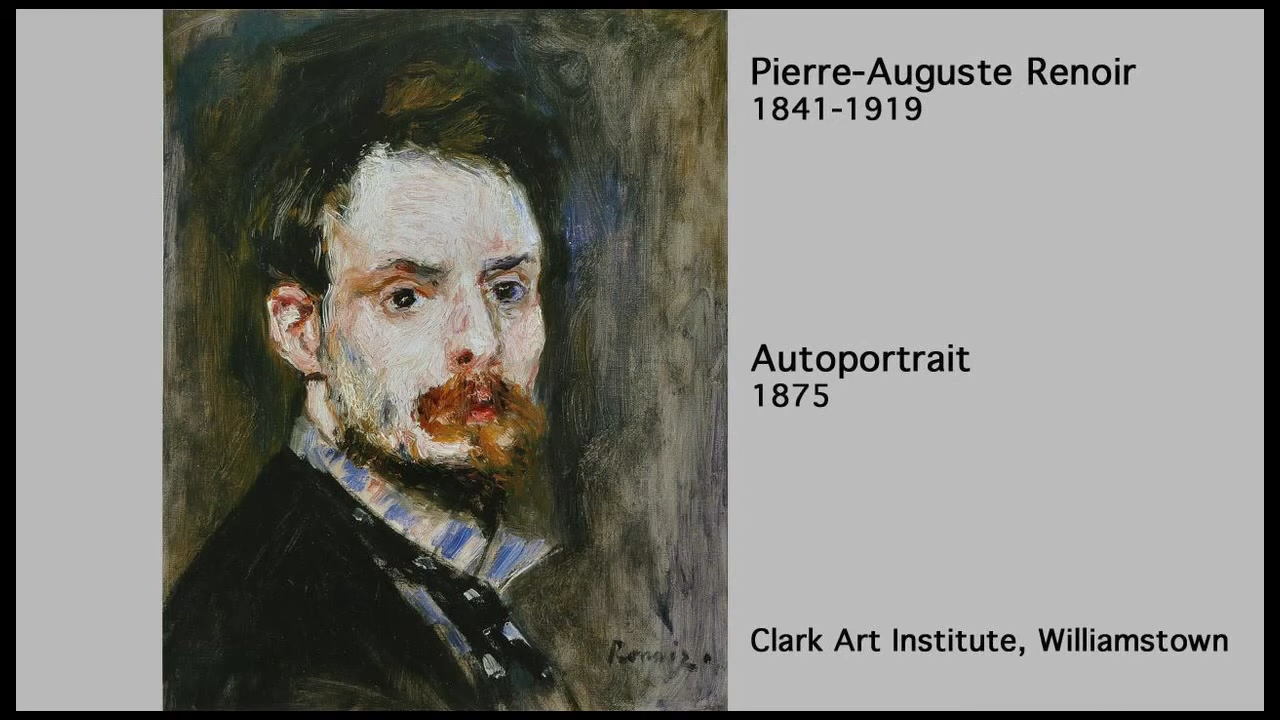 Pierre-Auguste Renoir
1841-1919
Autoportrait
1875
Clark Art Institute, Williamstown
Renoir.